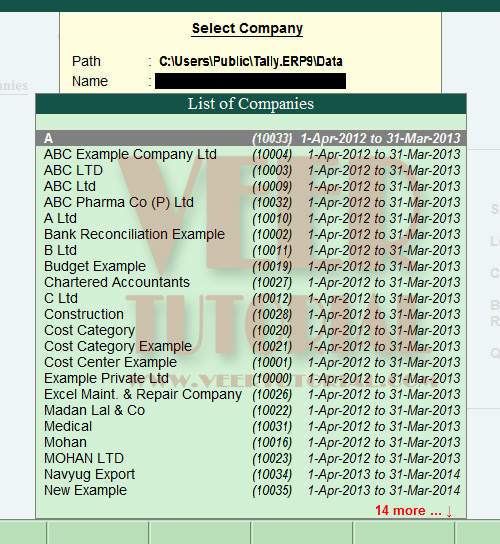 Select Company
Path : C:\Users\Public\Tally.ERP9\Data
Name :
List of Companies
A (10033) 1-Apr-2012 to 31-Mar-2013
ABC Example Company Ltd (10004) 1-Apr-2012 to 31-Mar-2013
ABC LTD (10003) 1-Apr-2012 to 31-Mar-2013
ABC Ltd (10009) 1-Apr-2012 to 31-Mar-2013
ABC Pharma Co (P) Ltd (10032) 1-Apr-2012 to 31-Mar-2013
A Ltd (10010) 1-Apr-2012 to 31-Mar-2013
Bank Reconciliation Example (10002) 1-Apr-2012 to 31-Mar-2013
B Ltd (10011) 1-Apr-2012 to 31-Mar-2013
Budget Example (10019) 1-Apr-2012 to 31-Mar-2013
Chartered Accountants (10027) 1-Apr-2012 to 31-Mar-2013
C Ltd (10012) 1-Apr-2012 to 31-Mar-2013
Construction (10028) 1-Apr-2012 to 31-Mar-2013
Cost Category (10020) 1-Apr-2012 to 31-Mar-2013
Cost Category Example (10021) 1-Apr-2012 to 31-Mar-2013
Cost Center Example (10001) 1-Apr-2012 to 31-Mar-2013
Example Private Ltd (10000) 1-Apr-2012 to 31-Mar-2013
Excel Maint. & Repair Company (10026) 1-Apr-2012 to 31-Mar-2013
Madan Lal & Co (10022) 1-Apr-2012 to 31-Mar-2013
Medical (10031) 1-Apr-2012 to 31-Mar-2013
Mohan (10016) 1-Apr-2012 to 31-Mar-2013
MOHAN LTD (10023) 1-Apr-2012 to 31-Mar-2013
Navyug Export (10034) 1-Apr-2013 to 31-Mar-2014
New Example (10035) 1-Apr-2013 to 31-Mar-2014
14 more ... ↓
VEER
TUTORIAL
WWW.VEERTUTORIAL.COM